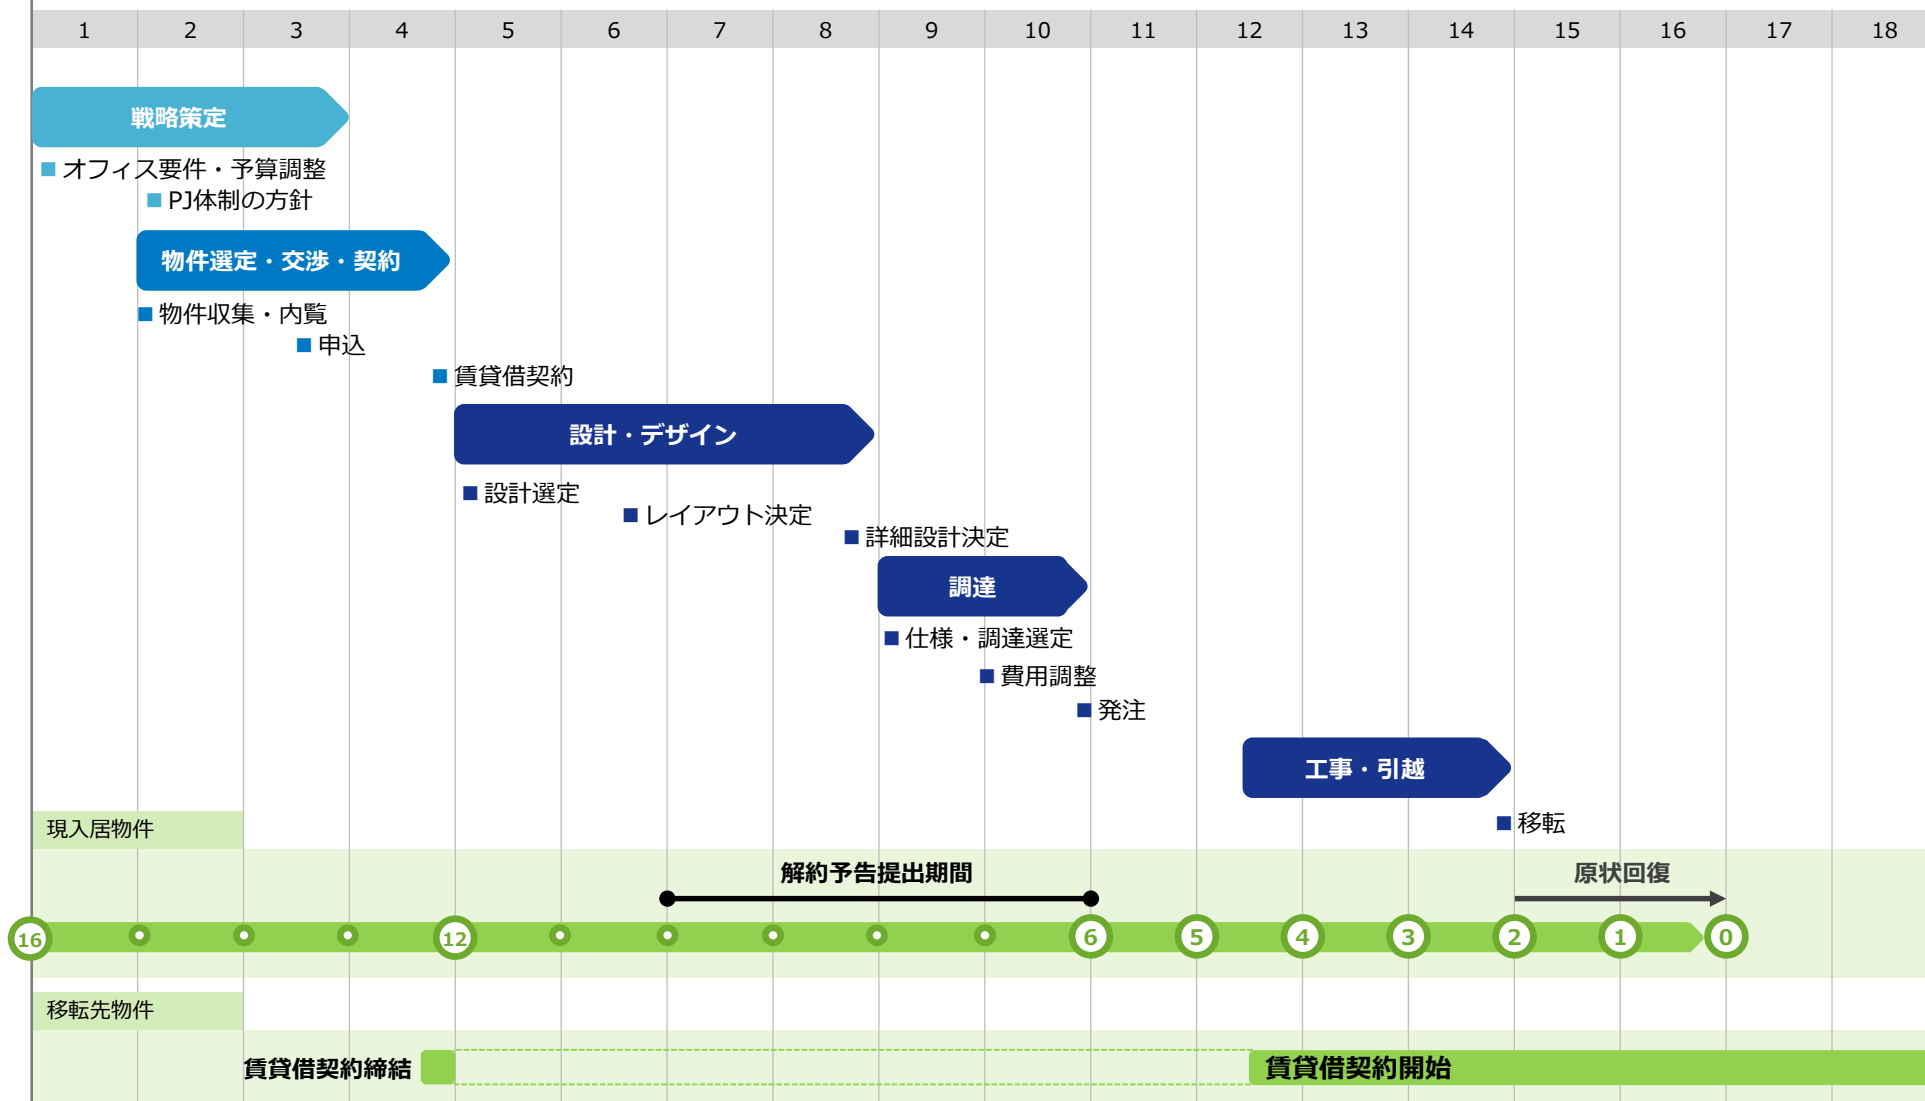 1 2 3 4 5 6 7 8 9 10 11 12 13 14 15 16 17 18
戦略策定
■ オフィス要件・予算調整
■ PJ体制の方針
物件選定・交渉・契約
■ 物件収集・内覧
■ 申込
■ 賃貸借契約
設計・デザイン
■ 設計選定
■ レイアウト決定
■ 詳細設計決定
調達
■ 仕様・調達選定
■ 費用調整
■ 発注
工事・引越
■ 移転
現入居物件
解約予告提出期間
原状回復
16 12 6 5 4 3 2 1 0
移転先物件
賃貸借契約締結
賃貸借契約開始